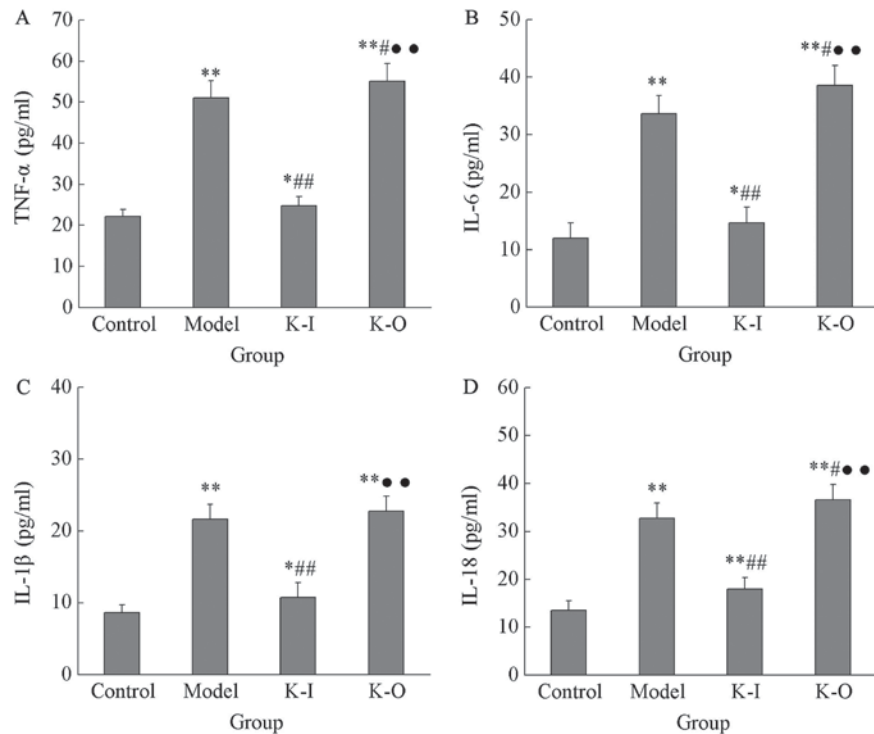 A
70
60
50
40
30
20
10
0
TNF-α (pg/ml)
**
*##
**#●●
Control Model K-I K-O
Group
B
50
40
30
20
10
0
IL-6 (pg/ml)
**
*##
**#●●
Control Model K-I K-O
Group
C
40
30
20
10
0
IL-1β (pg/ml)
**
*##
**●●
Control Model K-I K-O
Group
D
60
50
40
30
20
10
0
IL-18 (pg/ml)
**
**##
**#●●
Control Model K-I K-O
Group